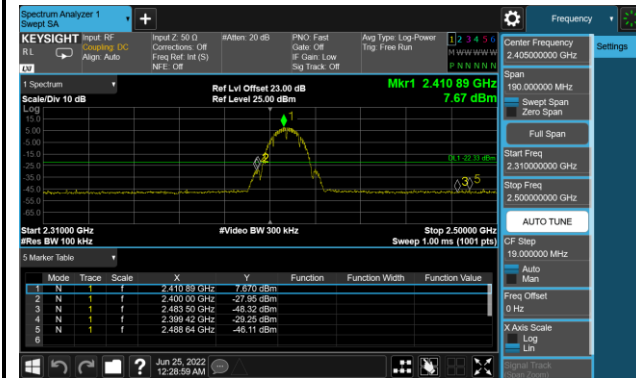 Spectrum Analyzer 1
Swept SA
+
Frequency
KEYSIGHT
RL
Input: RF
Coupling: DC
Align: Auto
Input Z: 50 Ω
Corrections: Off
Freq Ref: Int (S)
NFE: Off
#Atten: 20 dB
PNO: Fast
Gate: Off
IF Gain: Low
Sig Track: Off
Avg Type: Log-Power
Trig: Free Run
1 2 3 4 5 6
M W W W W W
P N N N N N
1 Spectrum
Scale/Div 10 dB
Ref Lvl Offset 23.00 dB
Ref Level 25.00 dBm
Mkr1 2.410 89 GHz
7.67 dBm
Log
15.0
5.00
-5.00
-15.0
-25.0
-35.0
-45.0
-55.0
-65.0
1
2
3
5
DL1 -22.33 dBm
Start 2.31000 GHz
#Res BW 100 kHz
#Video BW 300 kHz
Stop 2.50000 GHz
Sweep 1.00 ms (1001 pts)
5 Marker Table
Mode Trace Scale X Y Function Function Width Function Value
1 N 1 f 2.410 89 GHz 7.670 dBm
2 N 1 f 2.400 00 GHz -27.95 dBm
3 N 1 f 2.483 50 GHz -48.32 dBm
4 N 1 f 2.399 42 GHz -29.25 dBm
5 N 1 f 2.488 64 GHz -46.11 dBm
6
Jun 25, 2022
12:28:59 AM
Center Frequency
2.405000000 GHz
Settings
Span
190.000000 MHz
Swept Span
Zero Span
Full Span
Start Freq
2.310000000 GHz
Stop Freq
2.500000000 GHz
AUTO TUNE
CF Step
19.000000 MHz
Auto
Man
Freq Offset
0 Hz
X Axis Scale
Log
Lin
Signal Track
(Span Zoom)